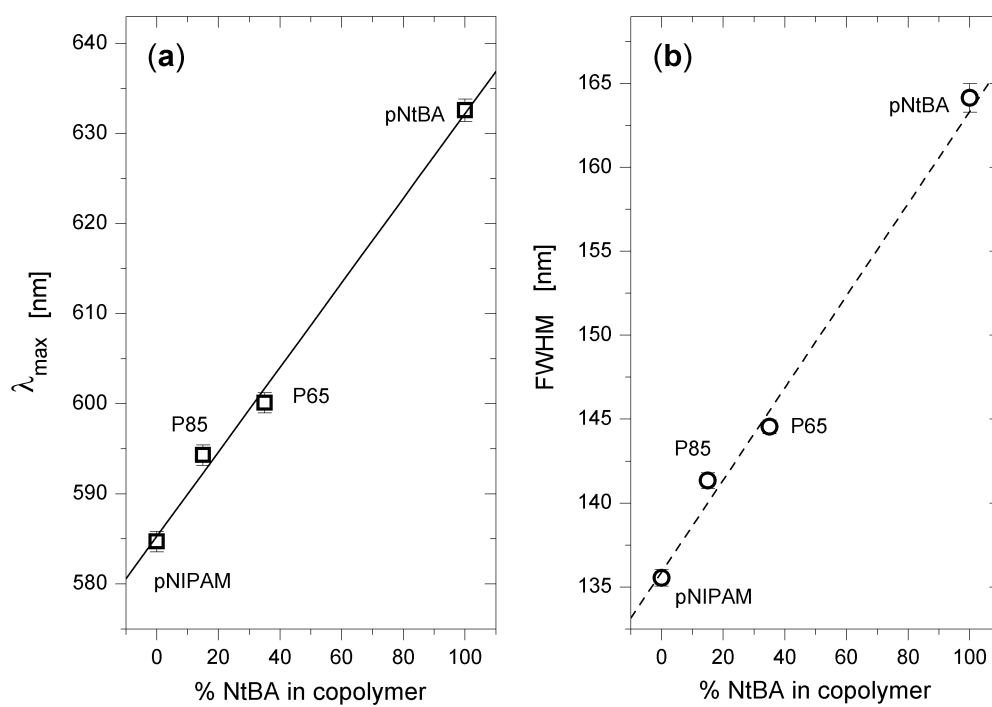 (a)
640
630
620
610
600
590
580
λmax [nm]
pNtBA
P65
P85
pNIPAM
0 20 40 60 80 100
% NtBA in copolymer
(b)
165
160
155
150
145
140
135
FWHM [nm]
pNtBA
P65
P85
pNIPAM
0 20 40 60 80 100
% NtBA in copolymer